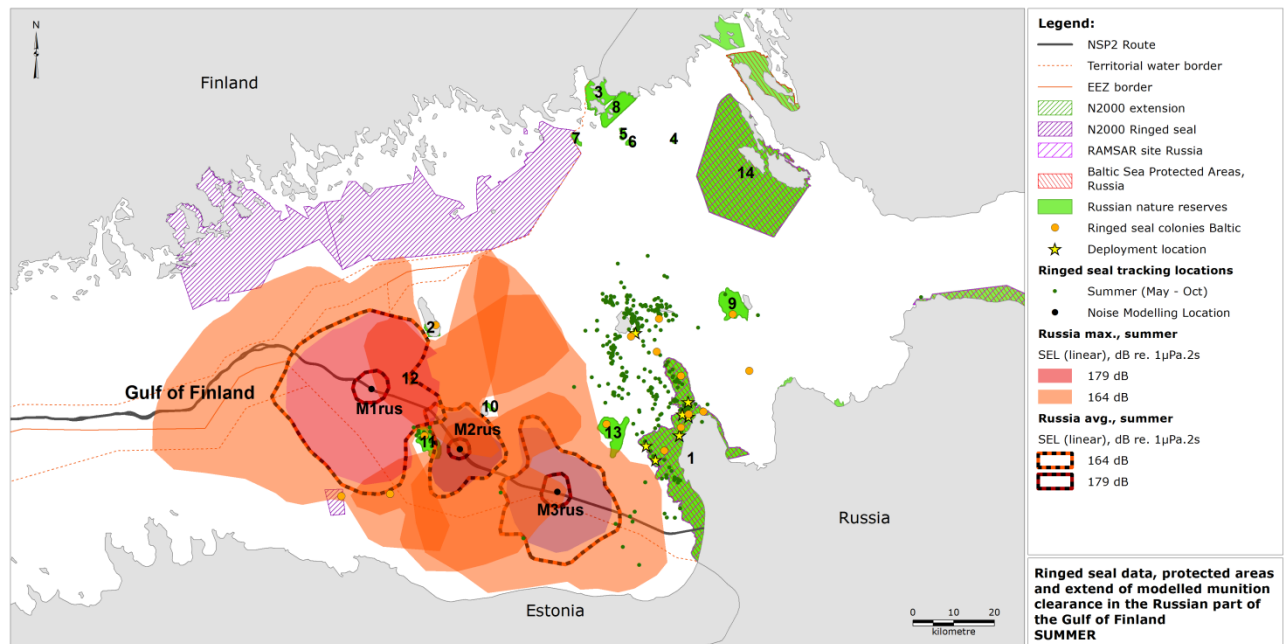 N
Finland
3
8
5
6
7
4
14
9
2
Gulf of Finland
12
M1rus
10
M2rus
11
13
1
M3rus
Russia
Estonia
0 10 20
kilometre
Legend:
NSP2 Route
Territorial water border
EEZ border
N2000 extension
N2000 Ringed seal
RAMSAR site Russia
Baltic Sea Protected Areas,
Russia
Russian nature reserves
Ringed seal colonies Baltic
Deployment location
Ringed seal tracking locations
Summer (May - Oct)
Noise Modelling Location
Russia max., summer
SEL (linear), dB re. 1µPa.2s
179 dB
164 dB
Russia avg., summer
SEL (linear), dB re. 1µPa.2s
164 dB
179 dB
Ringed seal data, protected areas
and extend of modelled munition
clearance in the Russian part of
the Gulf of Finland
SUMMER